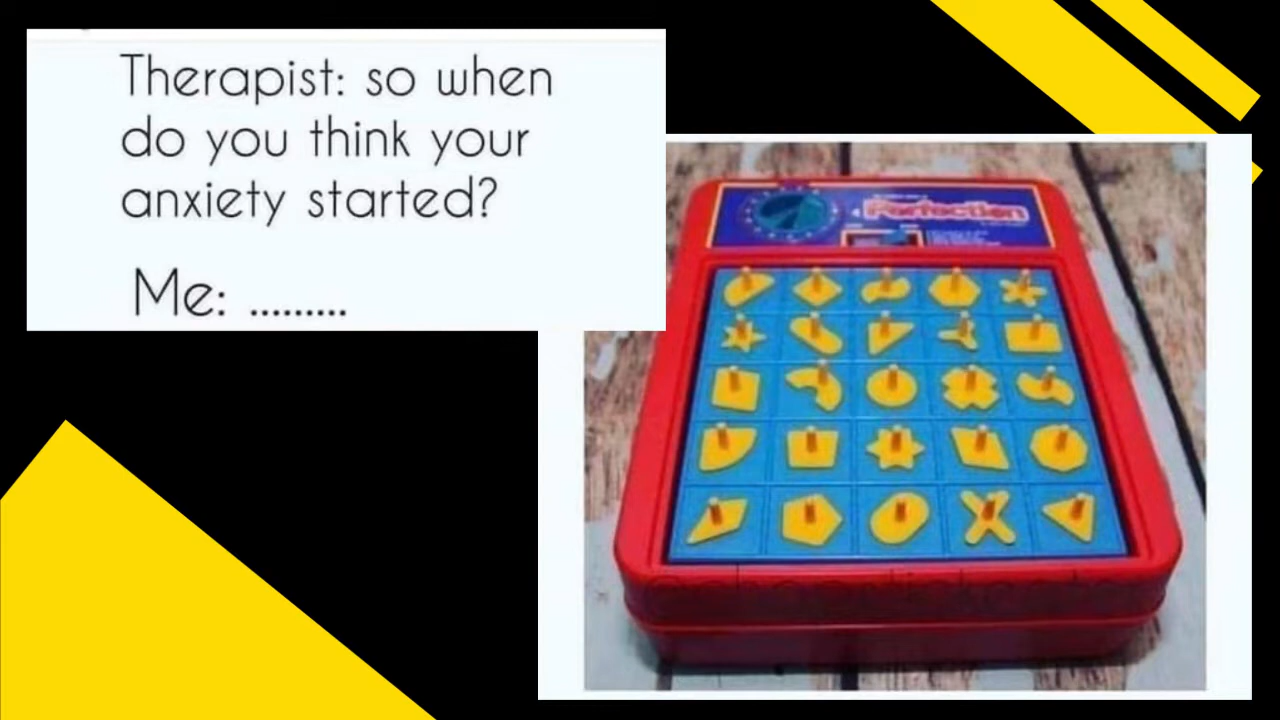 Therapist: so when
do you think your
anxiety started?
Me: .........
Perfection